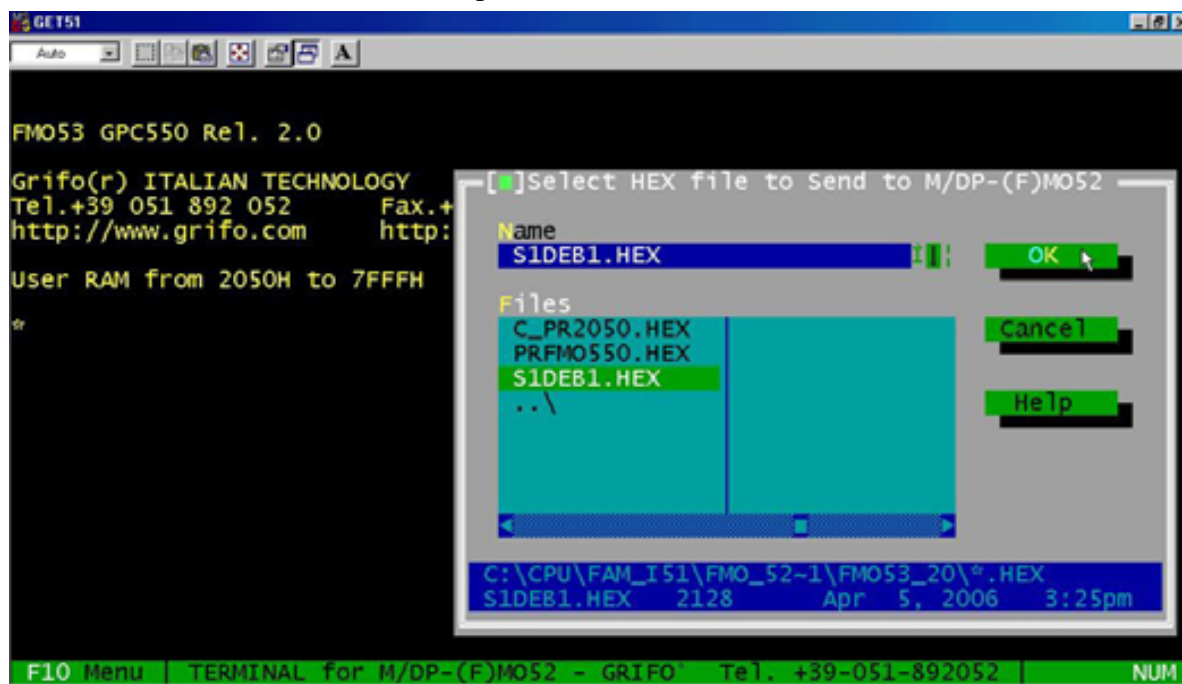 GET51
Auto
A
FMO53 GPC550 Rel. 2.0
Grifo(r) ITALIAN TECHNOLOGY
Tel.+39 051 892 052 Fax.+
http://www.grifo.com http:
User RAM from 2050H to 7FFFH
*
[■]Select HEX file to Send to M/DP-(F)MO52
Name
S1DEB1.HEX
OK
Files
C_PR2050.HEX
PRFMO550.HEX
S1DEB1.HEX
..\
Cancel
Help
C:\CPU\FAM_I51\FMO_52~1\FMO53_20\*.HEX
S1DEB1.HEX 2128 Apr 5, 2006 3:25pm
F10 Menu | TERMINAL for M/DP-(F)MO52 - GRIFO® Tel. +39-051-892052 | NUM